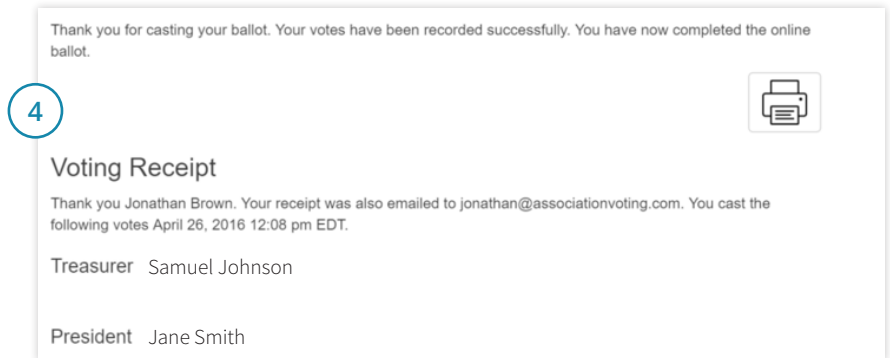 Thank you for casting your ballot. Your votes have been recorded successfully. You have now completed the online
ballot.
4
Voting Receipt
Thank you Jonathan Brown. Your receipt was also emailed to jonathan@associationvoting.com. You cast the
following votes April 26, 2016 12:08 pm EDT.
Treasurer Samuel Johnson
President Jane Smith